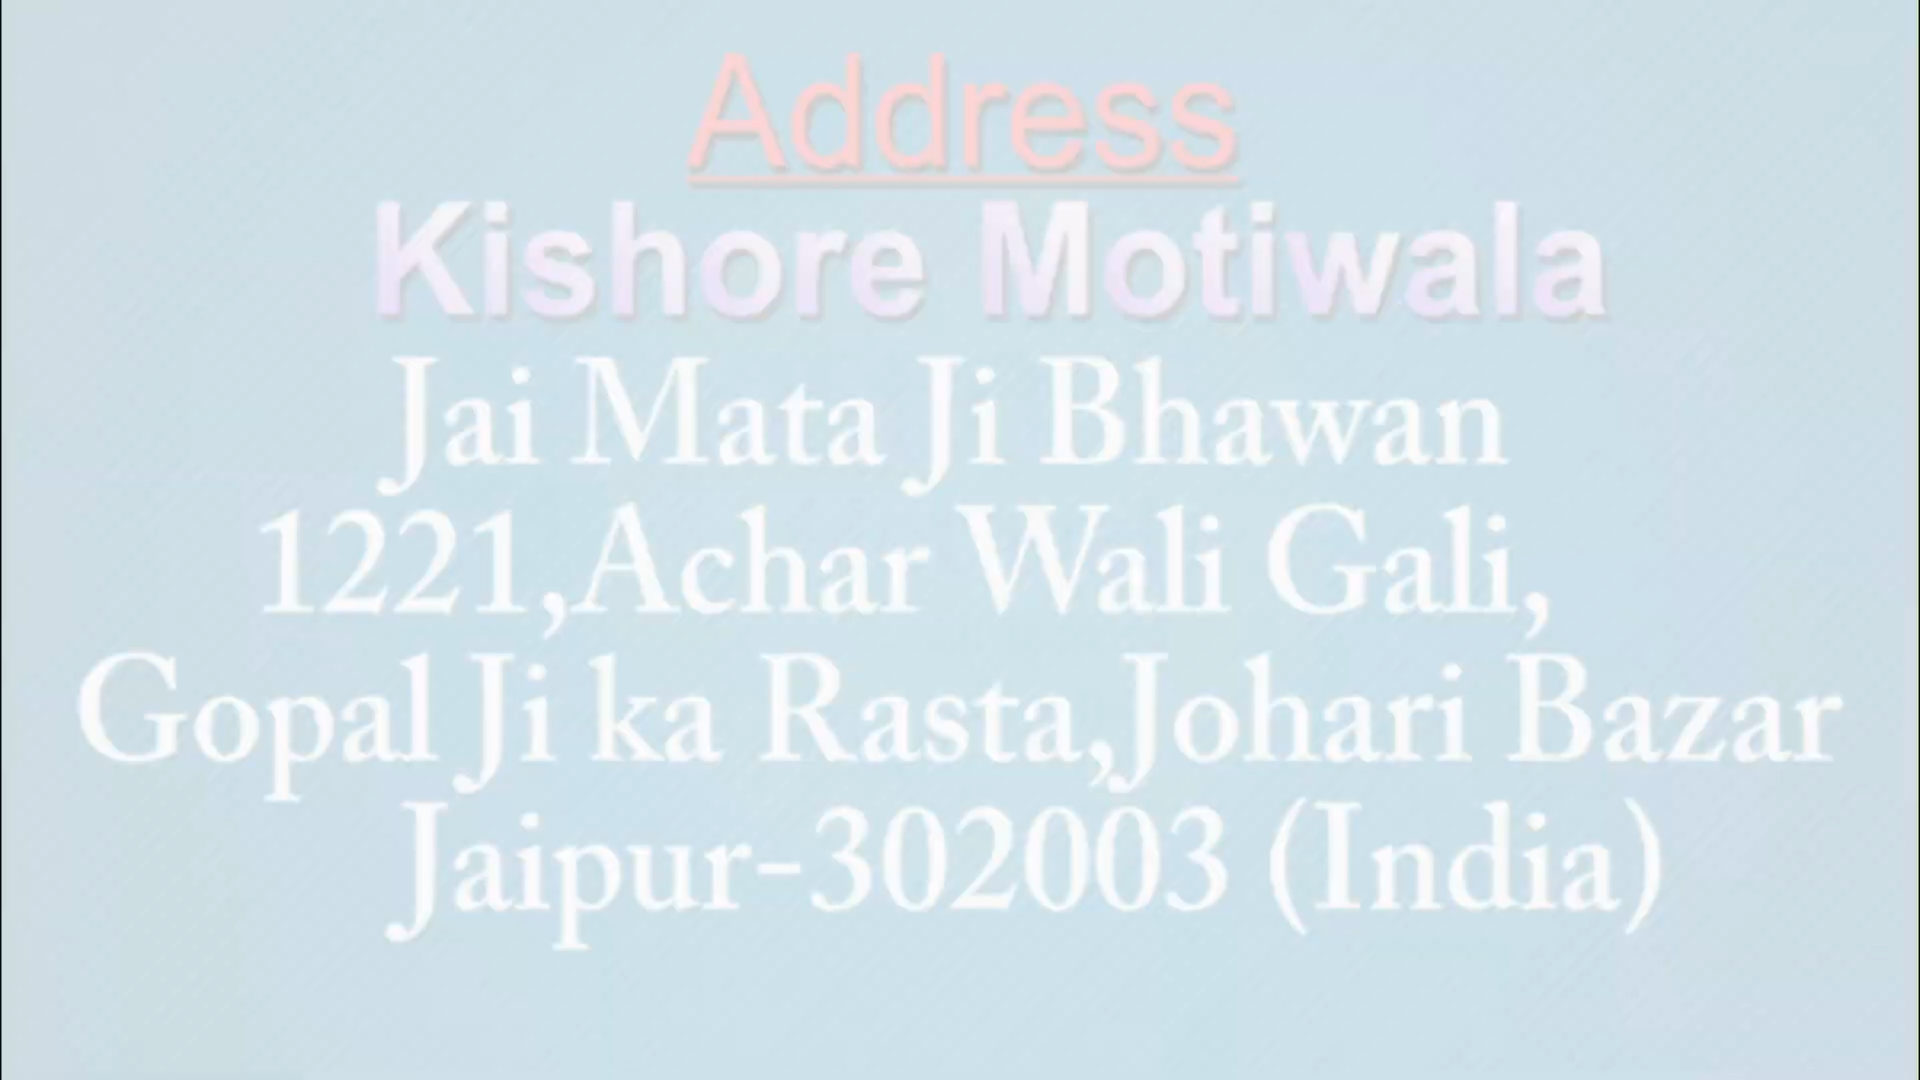 Address
Kishore Motiwala
Jai Mata Ji Bhawan
1221,Achar Wali Gali,
Gopal Ji ka Rasta,Johari Bazar
Jaipur-302003 (India)